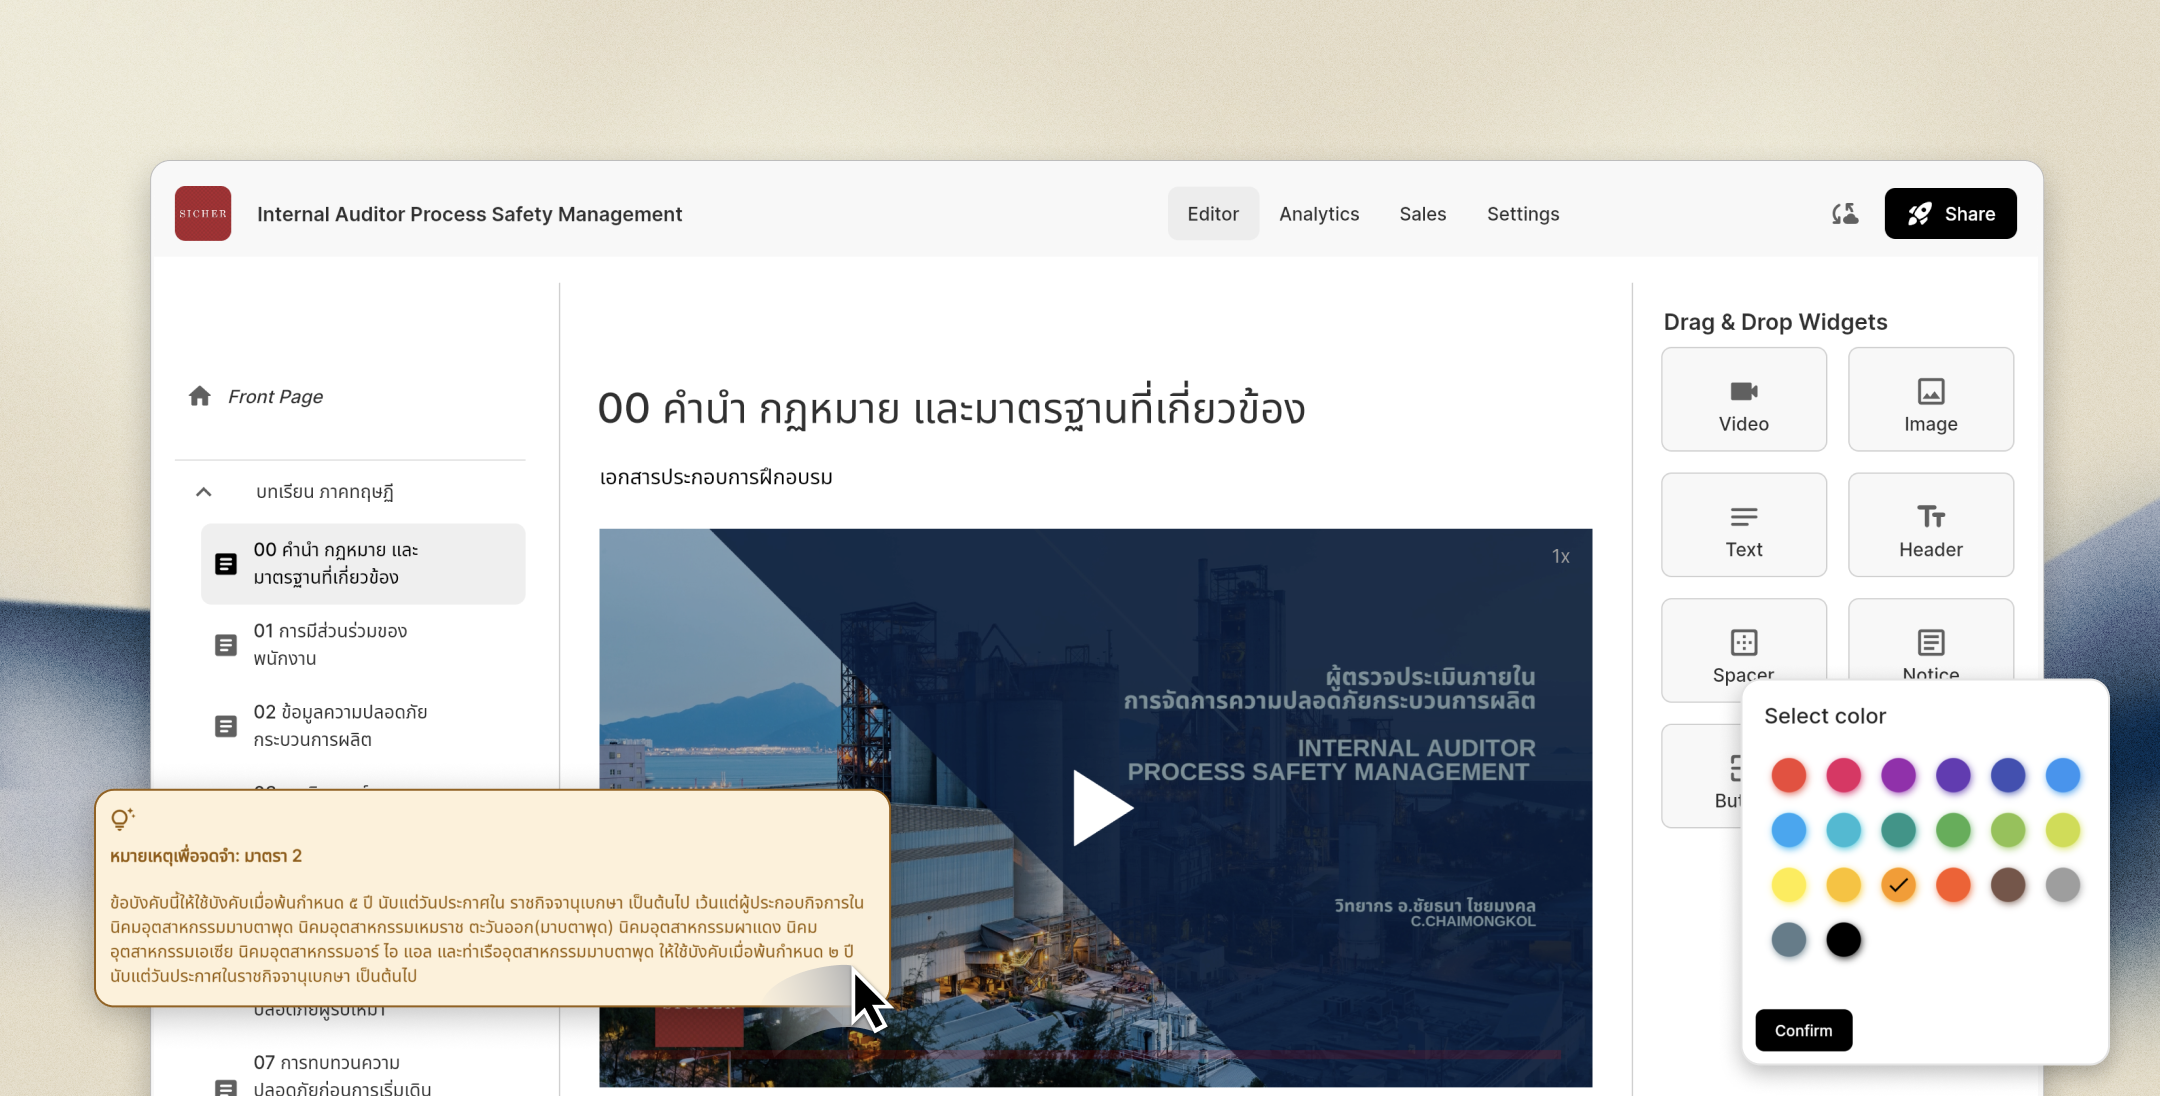 SICHER
Internal Auditor Process Safety Management
Editor
Analytics
Sales
Settings
Share
Front Page
บทเรียน ภาคทฤษฎี
00 คำนำ กฎหมาย และ
มาตรฐานที่เกี่ยวข้อง
01 การมีส่วนร่วมของ
พนักงาน
02 ข้อมูลความปลอดภัย
กระบวนการผลิต
ปลอดภัยผู้รับเหมา
07 การทบทวนความ
ปลอดภัยก่อนการเริ่มเดิน
00 คำนำ กฎหมาย และมาตรฐานที่เกี่ยวข้อง
เอกสารประกอบการฝึกอบรม
1x
ผู้ตรวจประเมินภายใน
การจัดการความปลอดภัยกระบวนการผลิต
INTERNAL AUDITOR
PROCESS SAFETY MANAGEMENT
วิทยากร อ.ชัยธนา ไชยมงคล
C.CHAIMONGKOL
หมายเหตุเพื่อจดจำ: มาตรา 2
ข้อบังคับนี้ให้ใช้บังคับเมื่อพ้นกำหนด ๕ ปี นับแต่วันประกาศใน ราชกิจจานุเบกษา เป็นต้นไป เว้นแต่ผู้ประกอบกิจการใน
นิคมอุตสาหกรรมมาบตาพุด นิคมอุตสาหกรรมเหมราช ตะวันออก(มาบตาพุด) นิคมอุตสาหกรรมผาแดง นิคม
อุตสาหกรรมเอเซีย นิคมอุตสาหกรรมอาร์ ไอ แอล และท่าเรืออุตสาหกรรมมาบตาพุด ให้ใช้บังคับเมื่อพ้นกำหนด ๒ ปี
นับแต่วันประกาศในราชกิจจานุเบกษา เป็นต้นไป
Drag & Drop Widgets
Video
Image
Text
Header
Spacer
Notice
Select color
Confirm